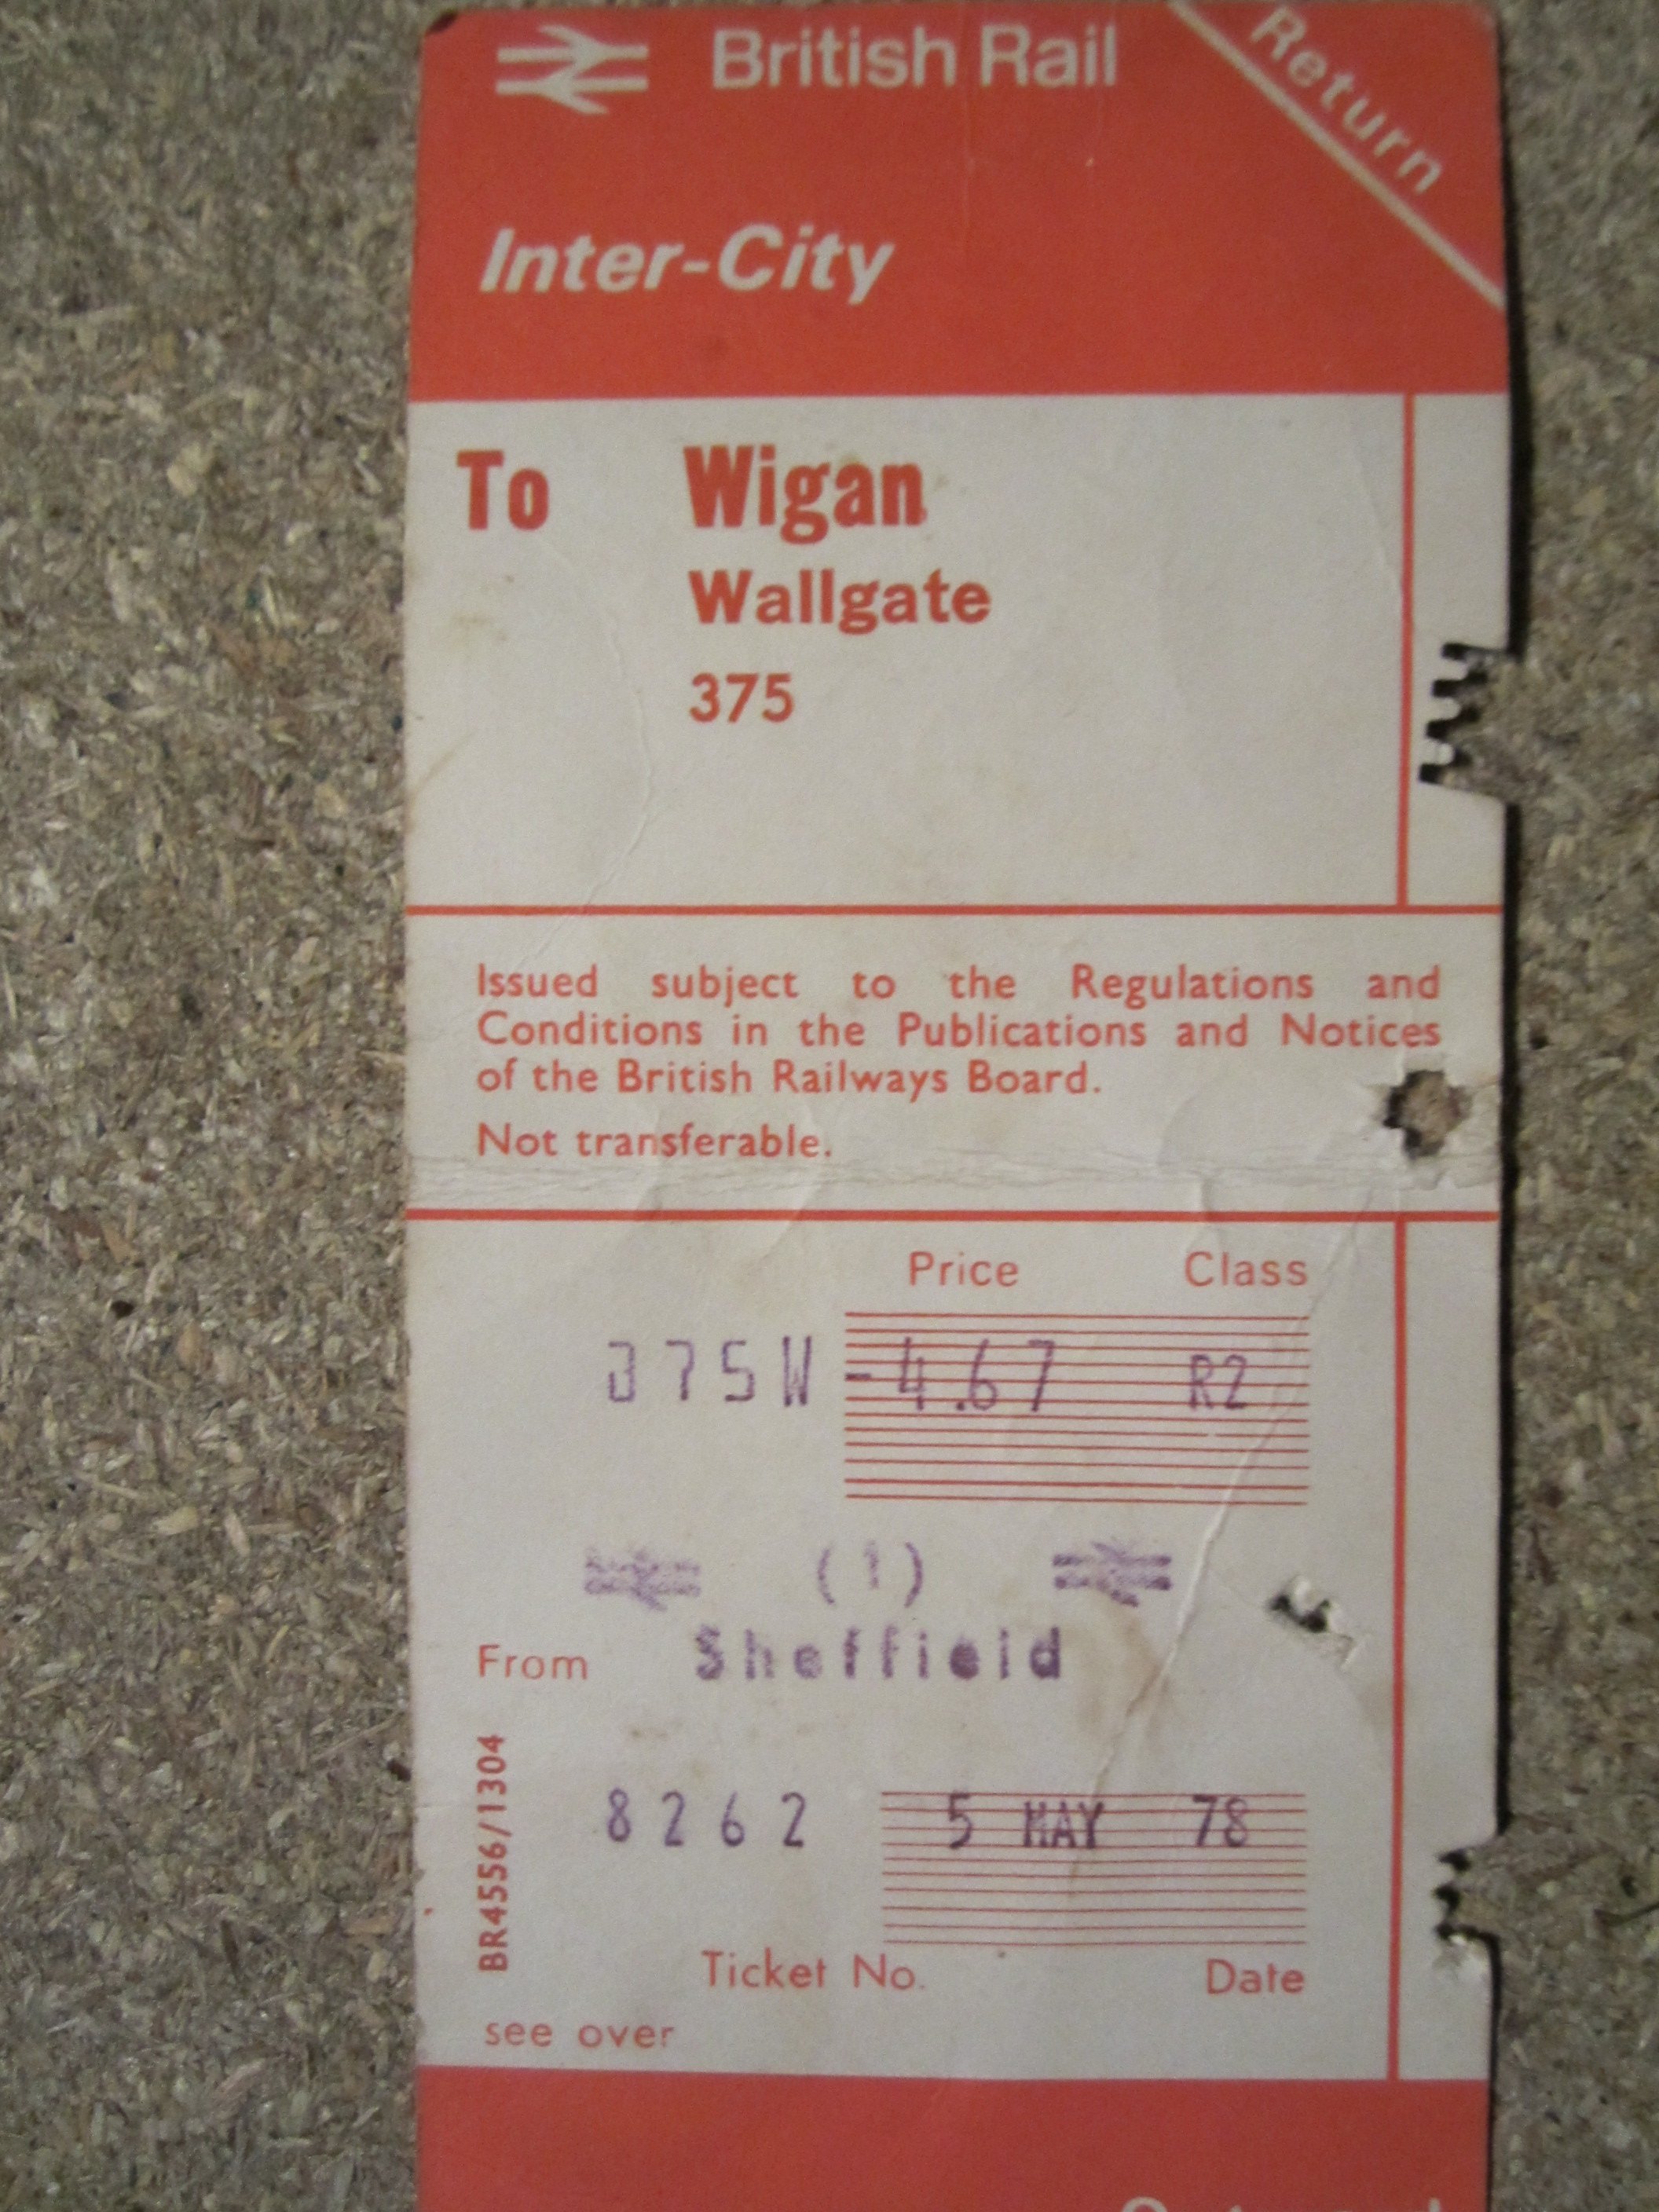 British Rail
Return
Inter-City
To Wigan
Wallgate
375
Issued subject to the Regulations and
Conditions in the Publications and Notices
of the British Railways Board.
Not transferable.
Price Class
375W -4.67 R2
(1)
From Sheffield
BR4556/1304
8262 5 MAY 78
Ticket No. Date
see over